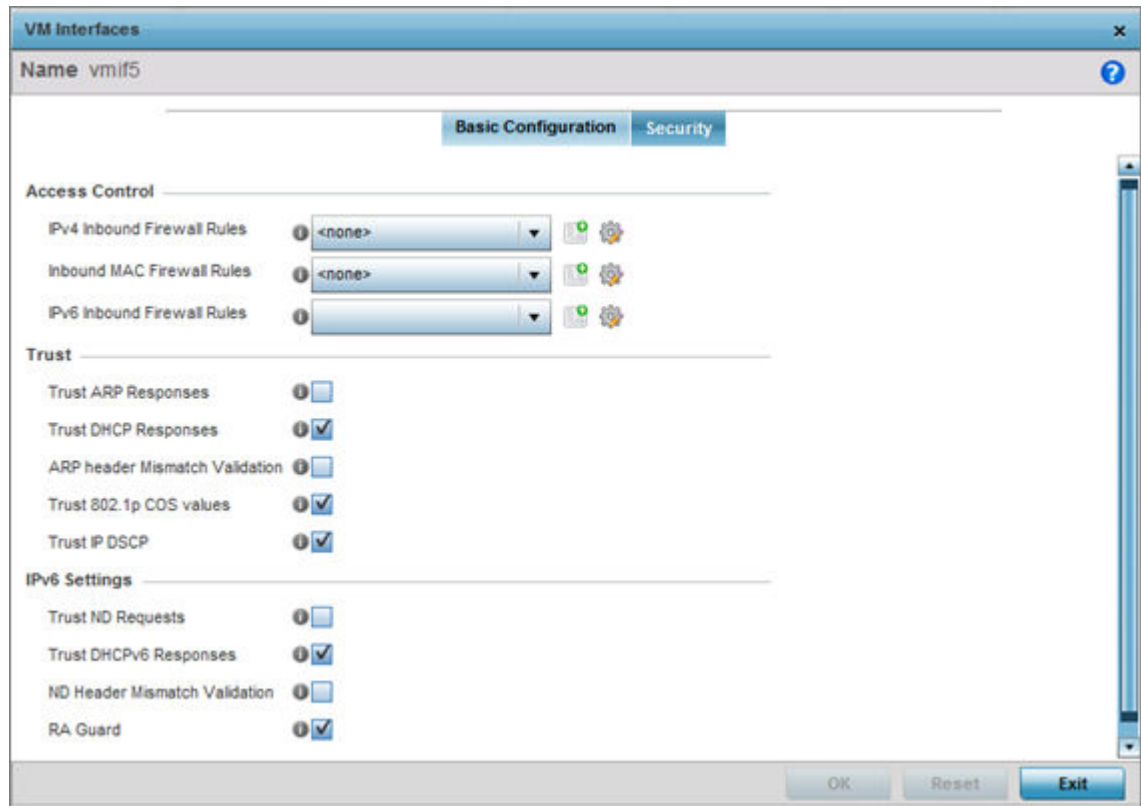 VM Interfaces
Name vmif5
Basic Configuration Security
Access Control
IPv4 Inbound Firewall Rules <none>
Inbound MAC Firewall Rules <none>
IPv6 Inbound Firewall Rules
Trust
Trust ARP Responses
Trust DHCP Responses
ARP header Mismatch Validation
Trust 802.1p COS values
Trust IP DSCP
IPv6 Settings
Trust ND Requests
Trust DHCPv6 Responses
ND Header Mismatch Validation
RA Guard
OK Reset Exit